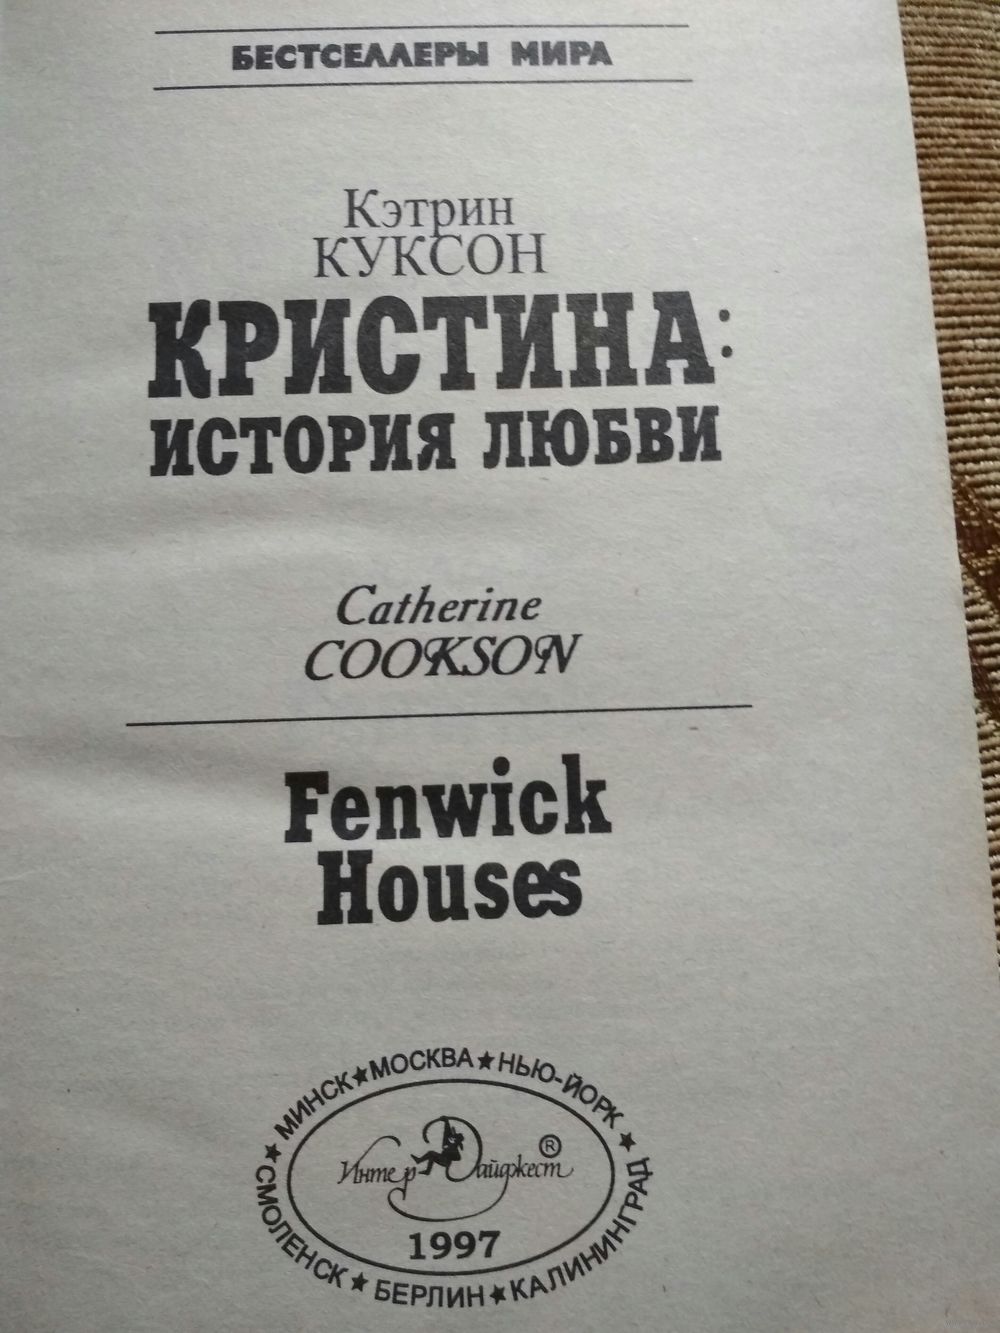 БЕСТСЕЛЛЕРЫ МИРА
Кэтрин
КУКСОН
КРИСТИНА:
ИСТОРИЯ ЛЮБВИ
Catherine
COOKSON
Fenwick
Houses
СМОЛЕНСК★МИНСК★МОСКВА★НЬЮ-ЙОРК★КАЛИНИНГРАД★БЕРЛИН★
ИнтерДайджест®
1997